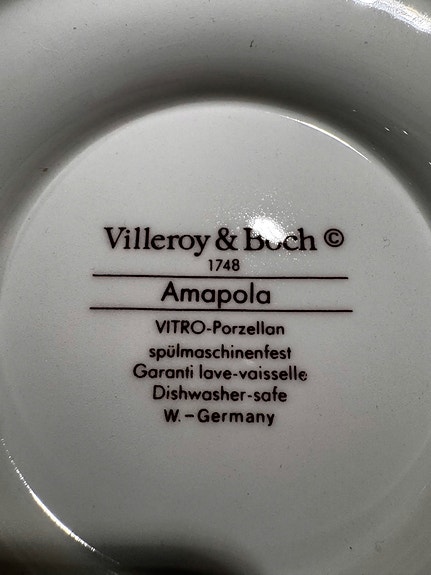 Villeroy & Boch ©
1748
Amapola
VITRO-Porzellan
spülmaschinenfest
Garanti lave-vaisselle
Dishwasher-safe
W.-Germany